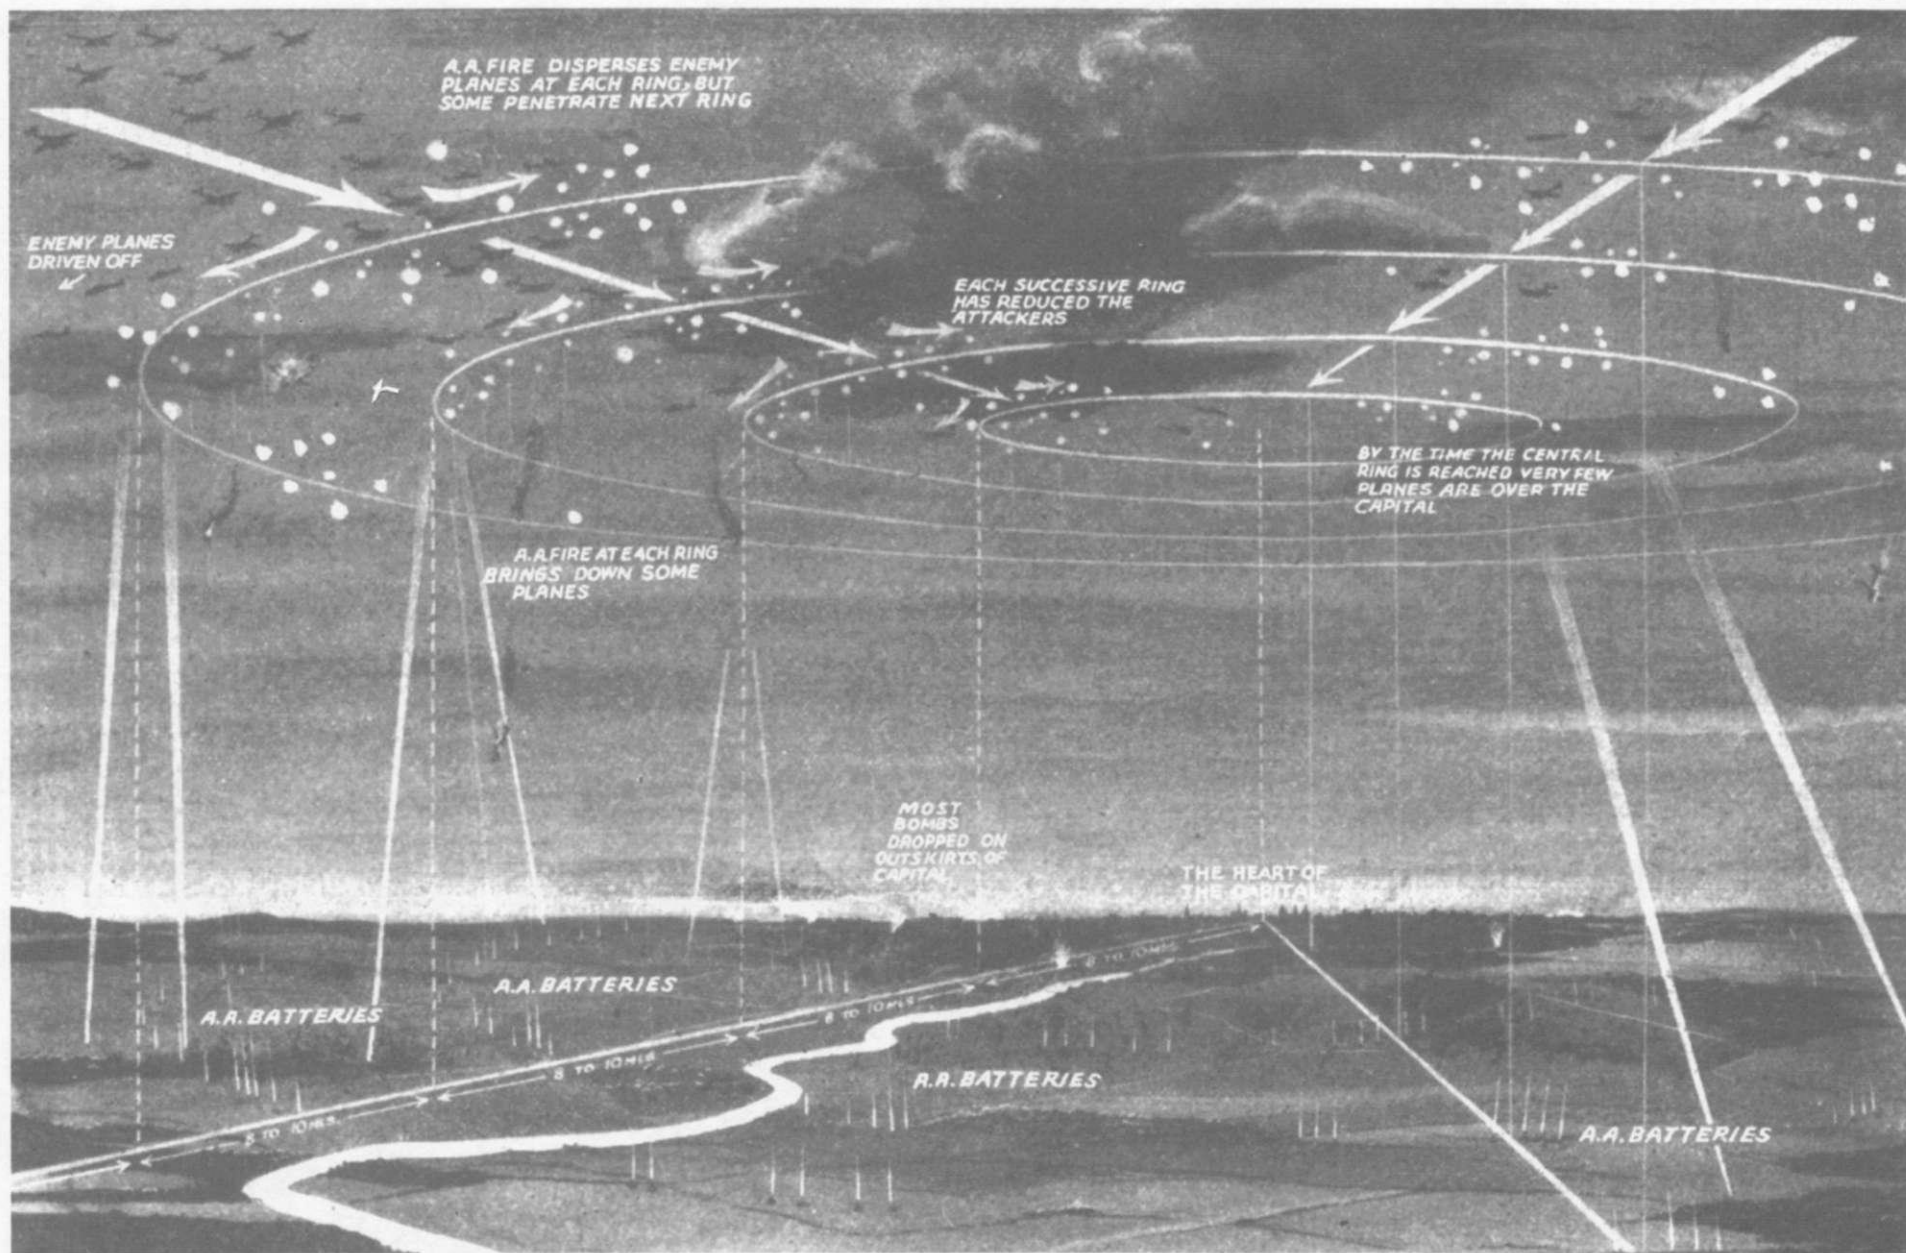 A.A. FIRE DISPERSES ENEMY
PLANES AT EACH RING, BUT
SOME PENETRATE NEXT RING
ENEMY PLANES
DRIVEN OFF
EACH SUCCESSIVE RING
HAS REDUCED THE
ATTACKERS
BY THE TIME THE CENTRAL
RING IS REACHED VERY FEW
PLANES ARE OVER THE
CAPITAL
A.A. FIRE AT EACH RING
BRINGS DOWN SOME
PLANES
MOST
BOMBS
DROPPED ON
OUTSKIRTS OF
CAPITAL
THE HEART OF
THE CAPITAL
A.A. BATTERIES
A.A. BATTERIES
8 TO 10 MLS.
8 TO 10 MLS.
8 TO 10 MLS.
8 TO 10 MLS.
A.A. BATTERIES
A.A. BATTERIES